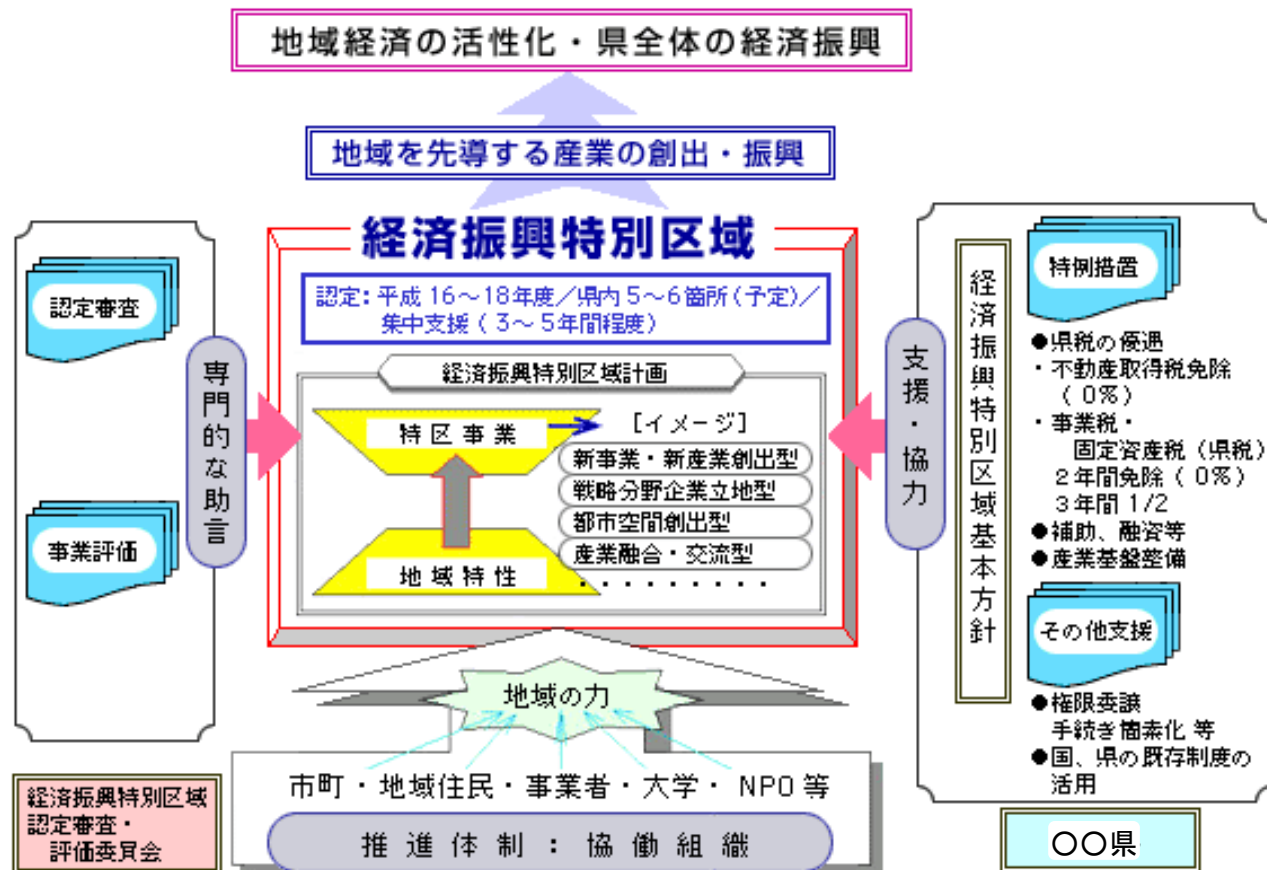 地域経済の活性化・県全体の経済振興
地域を先導する産業の創出・振興
経済振興特別区域
認定：平成 16～18年度／県内 5～6 箇所（予定）／
集中支援（ 3～ 5年間程度）
経済振興特別区域計画
特区事業
地域特性
［イメージ］
新事業・新産業創出型
戦略分野企業立地型
都市空間創出型
産業融合・交流型
・・・・・・・・・
認定審査
事業評価
専門的な助言
経済振興特別区域
認定審査・
評価委員会
支援・協力
経済振興特別区域基本方針
特例措置
●県税の優遇
・不動産取得税免除
（ 0％）
・事業税・
固定資産税（県税）
2年間免除（ 0％）
3年間 1/2
●補助、融資等
●産業基盤整備
その他支援
●権限委譲
手続き簡素化 等
●国、県の既存制度の
活用
〇〇県
地域の力
市町・地域住民・事業者・大学・ NPO 等
推進体制：協働組織